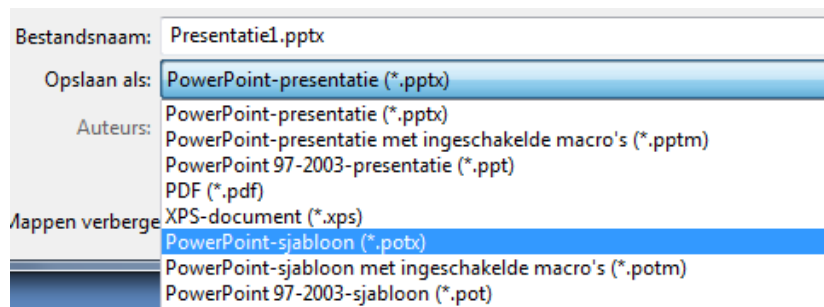 Bestandsnaam: Presentatie1.pptx
Opslaan als: PowerPoint-presentatie (*.pptx)
PowerPoint-presentatie (*.pptx)
Auteurs:
PowerPoint-presentatie met ingeschakelde macro's (*.pptm)
PowerPoint 97-2003-presentatie (*.ppt)
PDF (*.pdf)
Mappen verberge
XPS-document (*.xps)
PowerPoint-sjabloon (*.potx)
PowerPoint-sjabloon met ingeschakelde macro's (*.potm)
PowerPoint 97-2003-sjabloon (*.pot)